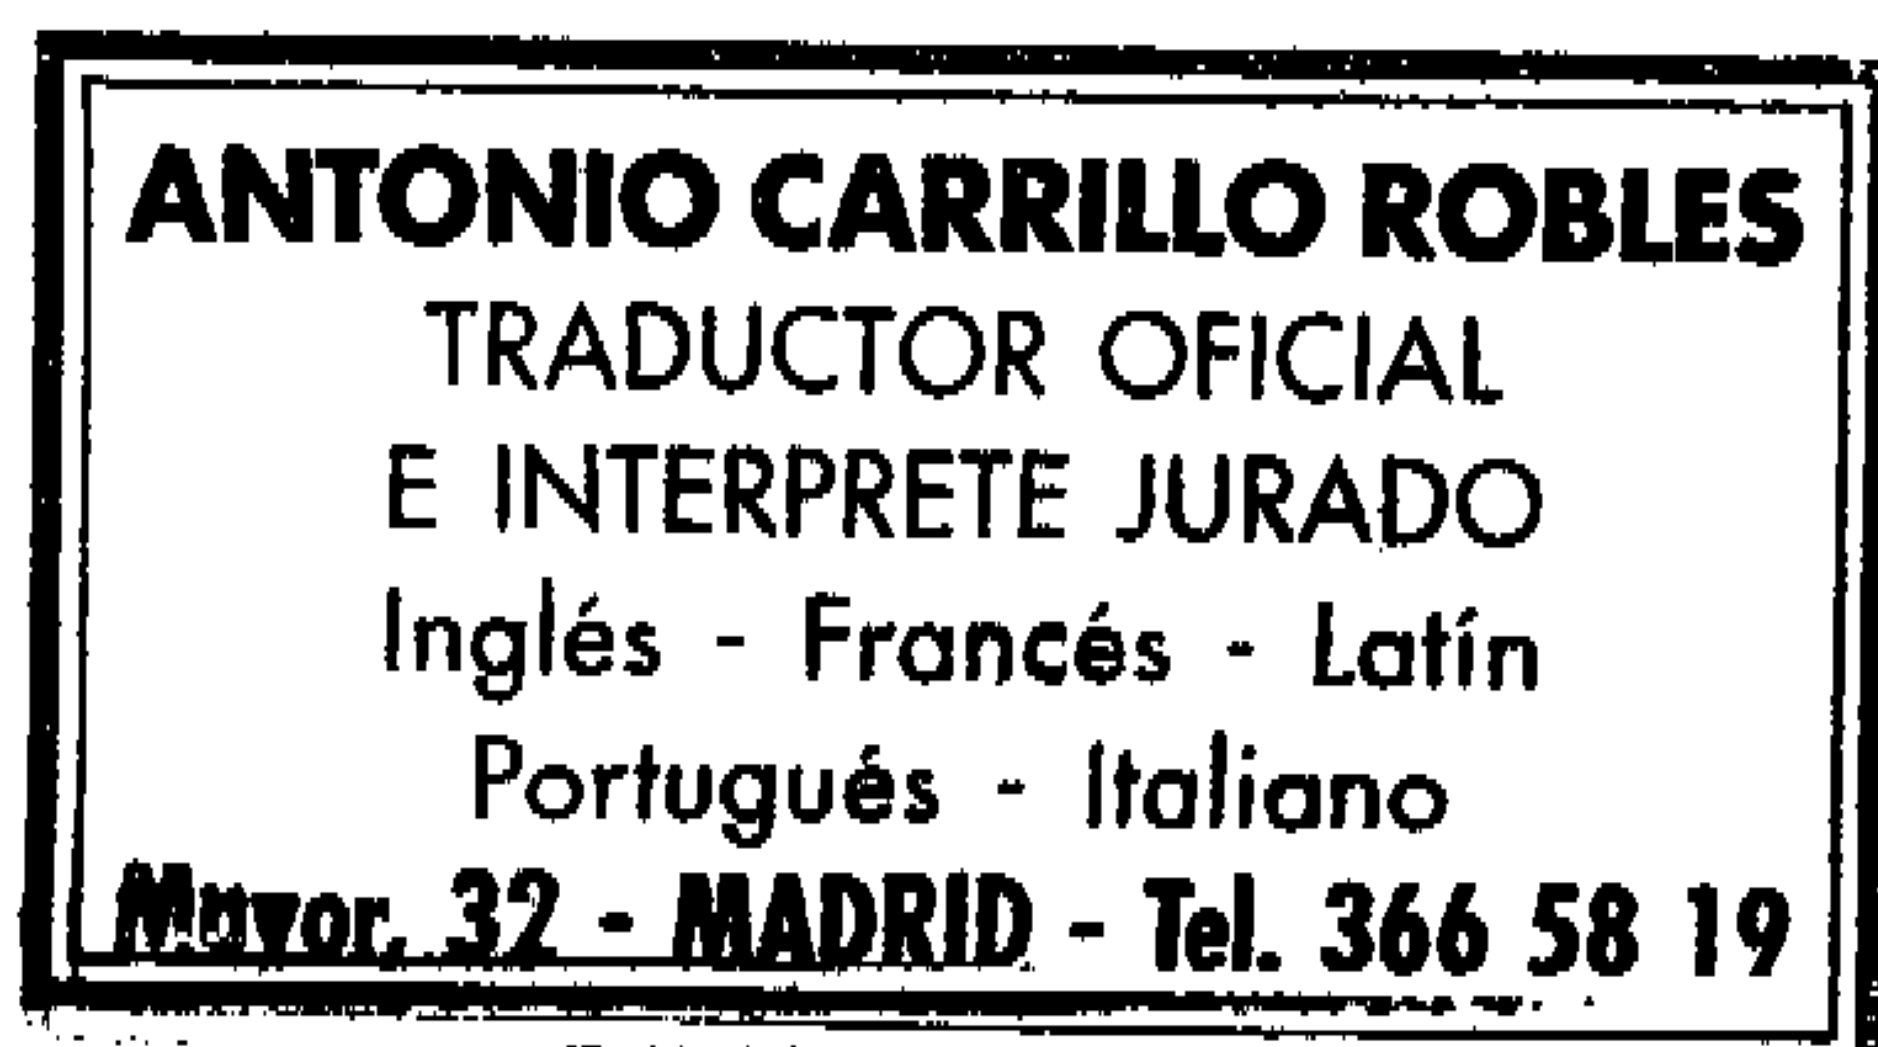 ANTONIO CARRILLO ROBLES
TRADUCTOR OFICIAL
E INTERPRETE JURADO
Inglés - Francés - Latín
Portugués - Italiano
Mayor, 32 - MADRID - Tel. 366 58 19